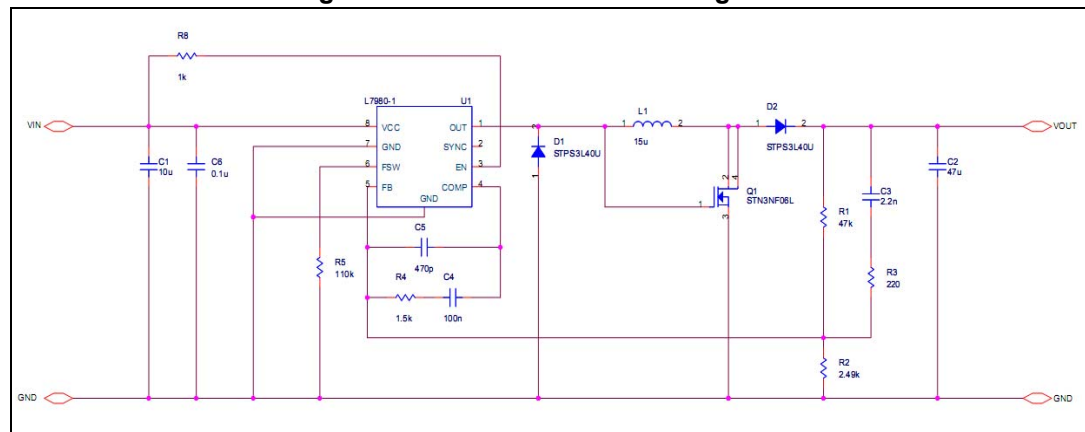 R8
1k
L7980-1 U1
VIN
8 VCC OUT 1
7 GND SYNC 2
6 FSW EN 3
5 FB COMP 4
GND
C1
10u
C6
0.1u
R5
110k
C5
470p
R4 C4
1.5k 100n
D1
STPS3L40U
2
1
L1
1 2
15u
D2
1 2
STPS3L40U
VOUT
2 4
1
3
Q1
STN3NF06L
R1
47k
C3
2.2n
R3
220
C2
47u
R2
2.49k
GND
GND